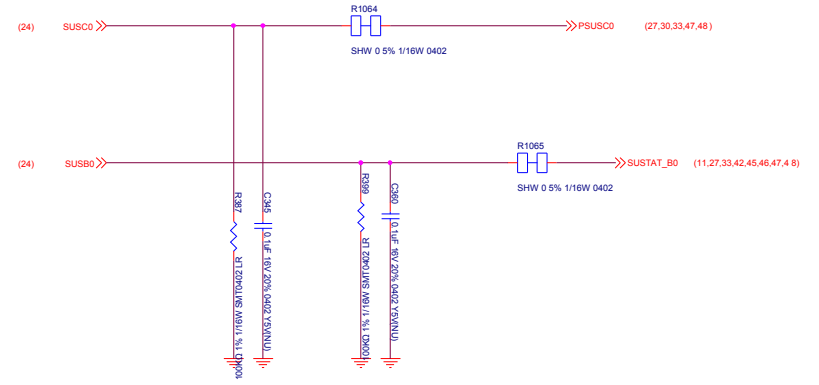 R1064
(24) SUSC0 PSUSC0 (27,30,33,47,48)
SHW 0 5% 1/16W 0402
R1065
(24) SUSB0 SUSTAT_B0 (11,27,33,42,45,46,47,4 8)
SHW 0 5% 1/16W 0402
R387
100KΩ 1% 1/16W SMT0402 LR
C345
0.1uF 16V 20% 0402 Y5V(NU)
R399
100KΩ 1% 1/16W SMT0402 LR
C360
0.1uF 16V 20% 0402 Y5V(NU)